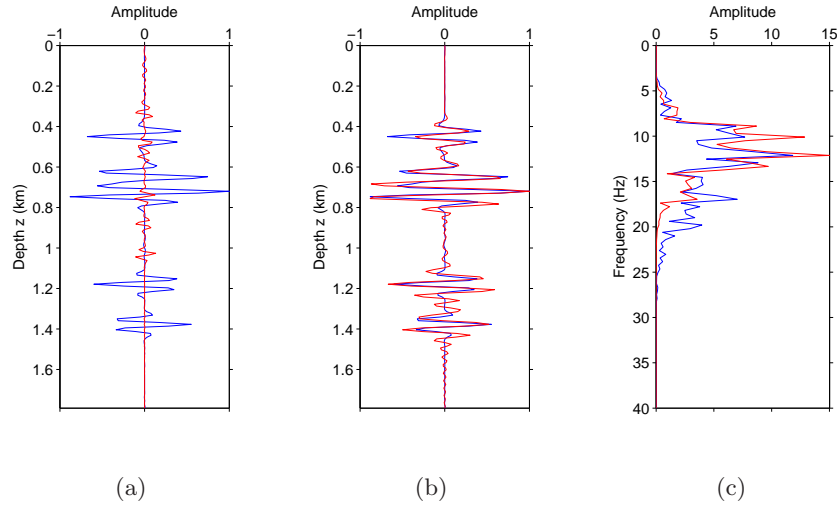 Amplitude Amplitude Amplitude
−1 0 1 −1 0 1 0 5 10 15
0 0 0
0.2 0.2 5
0.4 0.4 10
0.6 0.6 15
0.8 0.8 20
1 1 25
1.2 1.2 30
1.4 1.4 35
1.6 1.6 40
Depth z (km) Depth z (km) Frequency (Hz)
(a) (b) (c)